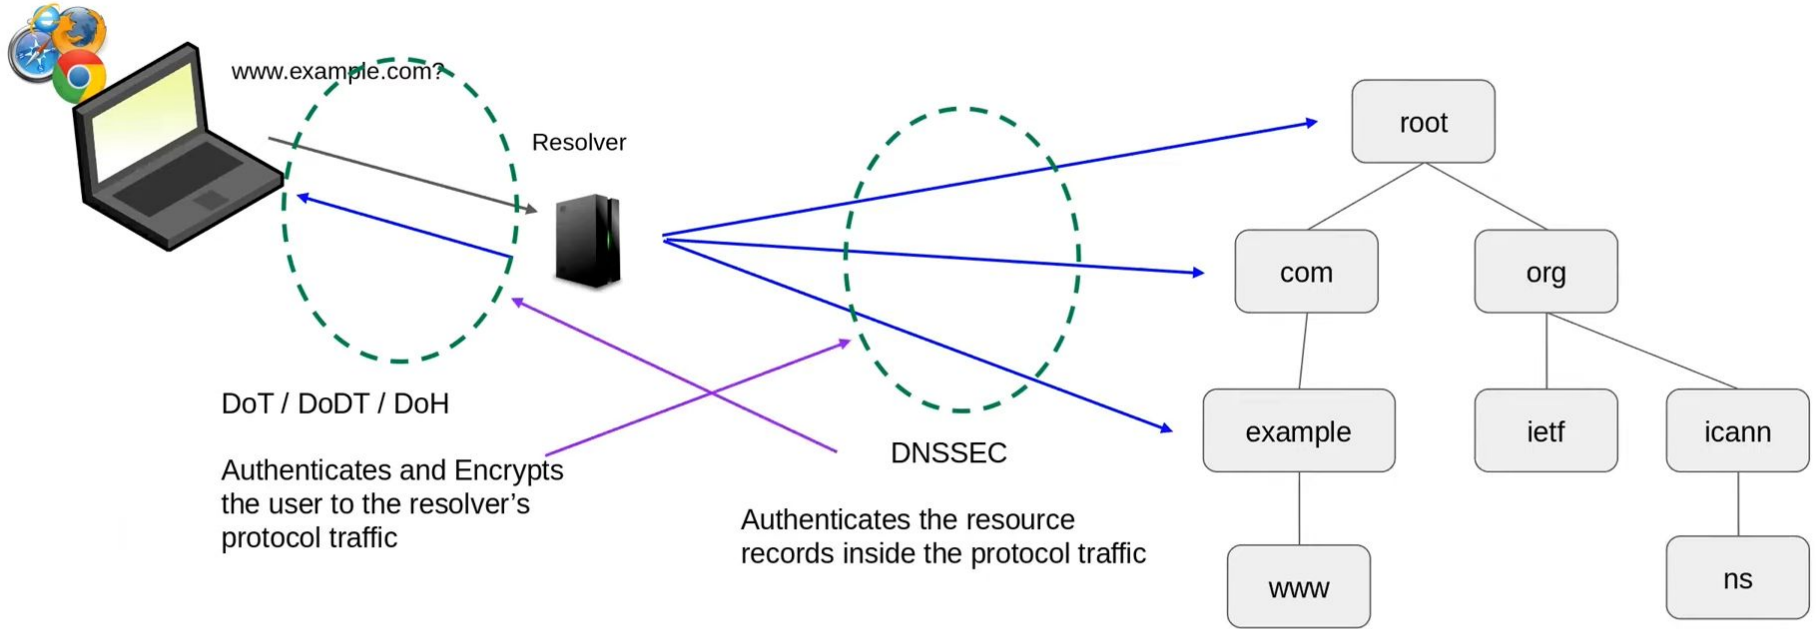 www.example.com?
Resolver
DoT / DoDT / DoH
Authenticates and Encrypts
the user to the resolver’s
protocol traffic
DNSSEC
Authenticates the resource
records inside the protocol traffic
root
com
org
example
ietf
icann
www
ns